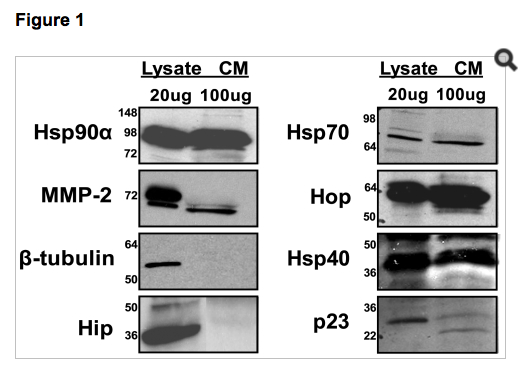 Figure 1
Lysate CM
20ug 100ug
Hsp90α
148
98
72
MMP-2
72
β-tubulin
64
50
Hip
50
36
Lysate CM
20ug 100ug
Hsp70
98
64
Hop
64
50
Hsp40
50
36
p23
36
22